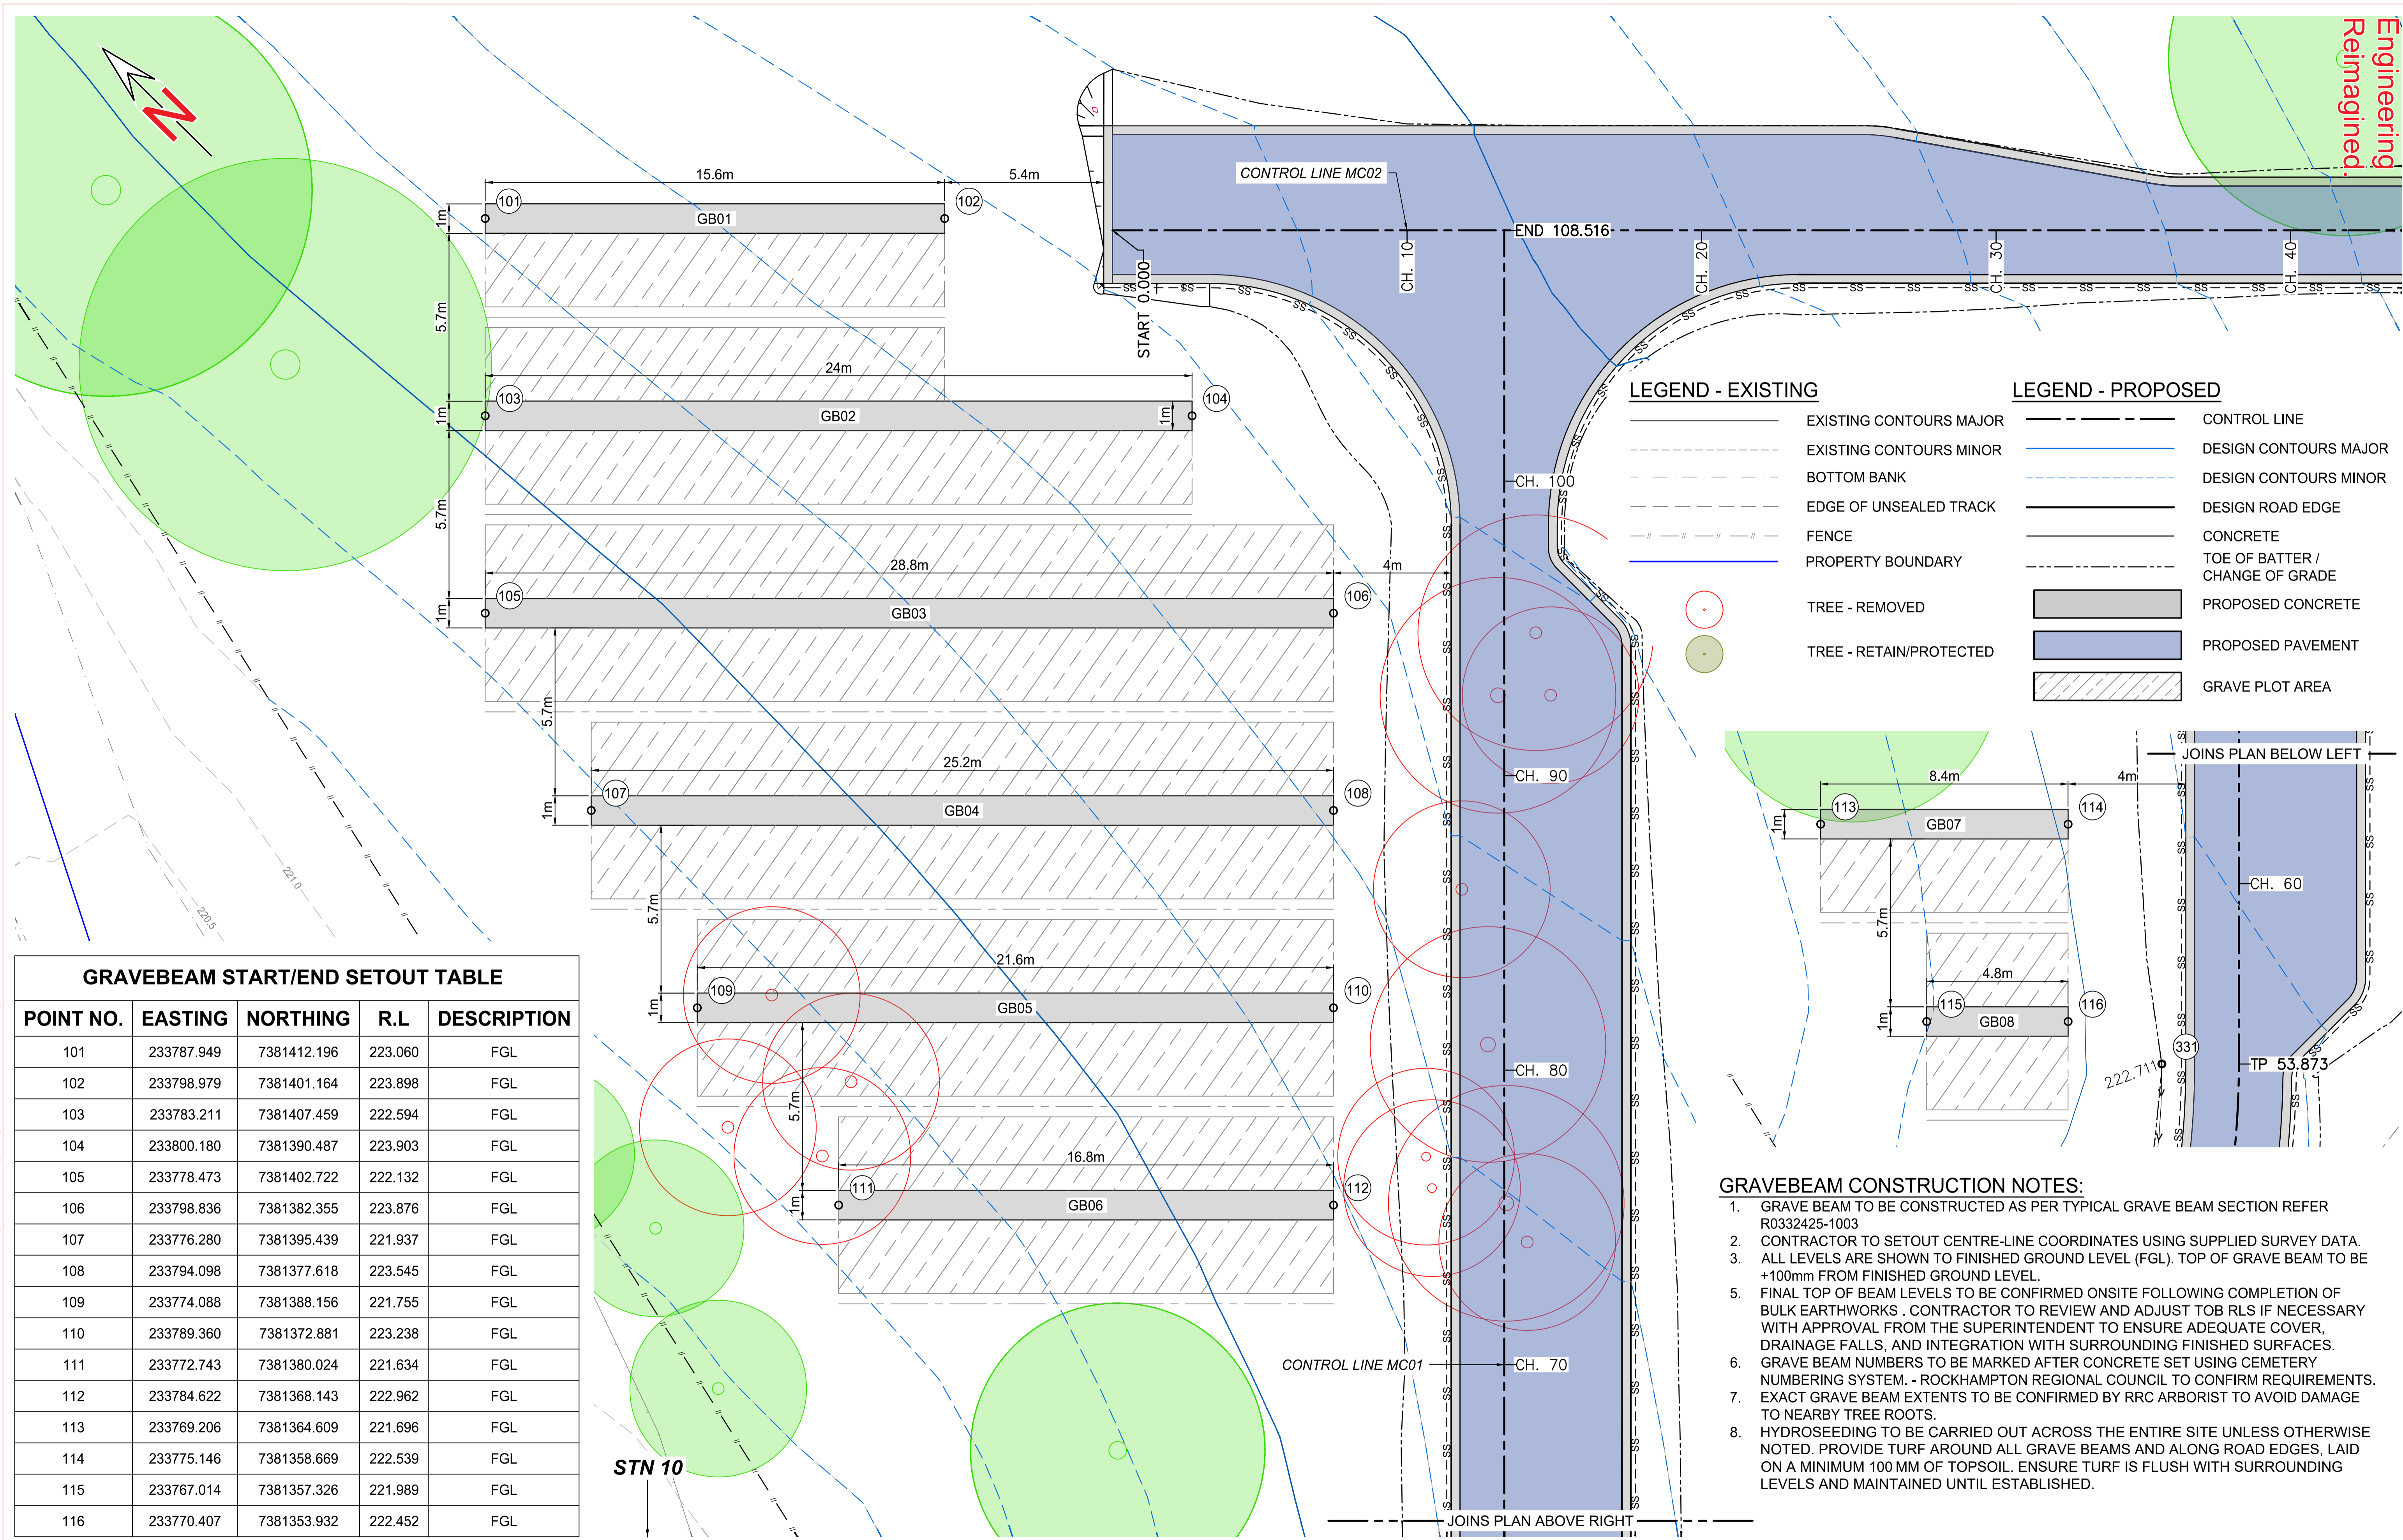 Engineering
Reimagined.
N
15.6m
5.4m
101
102
1m
GB01
5.7m
24m
103
104
1m
GB02
1m
5.7m
28.8m
4m
105
106
1m
GB03
5.7m
25.2m
107
108
1m
GB04
5.7m
21.6m
109
110
1m
GB05
5.7m
16.8m
111
112
1m
GB06
CONTROL LINE MC02
END 108.516
START 0.000
CH. 10
CH. 20
CH. 30
CH. 40
CH. 100
CH. 90
CH. 80
CH. 70
CONTROL LINE MC01
JOINS PLAN ABOVE RIGHT
STN 10
221.0
220.5
SS
LEGEND - EXISTING
EXISTING CONTOURS MAJOR
EXISTING CONTOURS MINOR
BOTTOM BANK
EDGE OF UNSEALED TRACK
FENCE
PROPERTY BOUNDARY
TREE - REMOVED
TREE - RETAIN/PROTECTED
LEGEND - PROPOSED
CONTROL LINE
DESIGN CONTOURS MAJOR
DESIGN CONTOURS MINOR
DESIGN ROAD EDGE
CONCRETE
TOE OF BATTER /
CHANGE OF GRADE
PROPOSED CONCRETE
PROPOSED PAVEMENT
GRAVE PLOT AREA
JOINS PLAN BELOW LEFT
8.4m
4m
113
114
1m
GB07
CH. 60
5.7m
4.8m
115
116
1m
GB08
331
222.711
TP 53.873
GRAVEBEAM START/END SETOUT TABLE
POINT NO. EASTING NORTHING R.L DESCRIPTION
101 233787.949 7381412.196 223.060 FGL
102 233798.979 7381401.164 223.898 FGL
103 233783.211 7381407.459 222.594 FGL
104 233800.180 7381390.487 223.903 FGL
105 233778.473 7381402.722 222.132 FGL
106 233798.836 7381382.355 223.876 FGL
107 233776.280 7381395.439 221.937 FGL
108 233794.098 7381377.618 223.545 FGL
109 233774.088 7381388.156 221.755 FGL
110 233789.360 7381372.881 223.238 FGL
111 233772.743 7381380.024 221.634 FGL
112 233784.622 7381368.143 222.962 FGL
113 233769.206 7381364.609 221.696 FGL
114 233775.146 7381358.669 222.539 FGL
115 233767.014 7381357.326 221.989 FGL
116 233770.407 7381353.932 222.452 FGL
GRAVEBEAM CONSTRUCTION NOTES:
1. GRAVE BEAM TO BE CONSTRUCTED AS PER TYPICAL GRAVE BEAM SECTION REFER
R0332425-1003
2. CONTRACTOR TO SETOUT CENTRE-LINE COORDINATES USING SUPPLIED SURVEY DATA.
3. ALL LEVELS ARE SHOWN TO FINISHED GROUND LEVEL (FGL). TOP OF GRAVE BEAM TO BE
+100mm FROM FINISHED GROUND LEVEL.
5. FINAL TOP OF BEAM LEVELS TO BE CONFIRMED ONSITE FOLLOWING COMPLETION OF
BULK EARTHWORKS . CONTRACTOR TO REVIEW AND ADJUST TOB RLS IF NECESSARY
WITH APPROVAL FROM THE SUPERINTENDENT TO ENSURE ADEQUATE COVER,
DRAINAGE FALLS, AND INTEGRATION WITH SURROUNDING FINISHED SURFACES.
6. GRAVE BEAM NUMBERS TO BE MARKED AFTER CONCRETE SET USING CEMETERY
NUMBERING SYSTEM. - ROCKHAMPTON REGIONAL COUNCIL TO CONFIRM REQUIREMENTS.
7. EXACT GRAVE BEAM EXTENTS TO BE CONFIRMED BY RRC ARBORIST TO AVOID DAMAGE
TO NEARBY TREE ROOTS.
8. HYDROSEEDING TO BE CARRIED OUT ACROSS THE ENTIRE SITE UNLESS OTHERWISE
NOTED. PROVIDE TURF AROUND ALL GRAVE BEAMS AND ALONG ROAD EDGES, LAID
ON A MINIMUM 100 MM OF TOPSOIL. ENSURE TURF IS FLUSH WITH SURROUNDING
LEVELS AND MAINTAINED UNTIL ESTABLISHED.